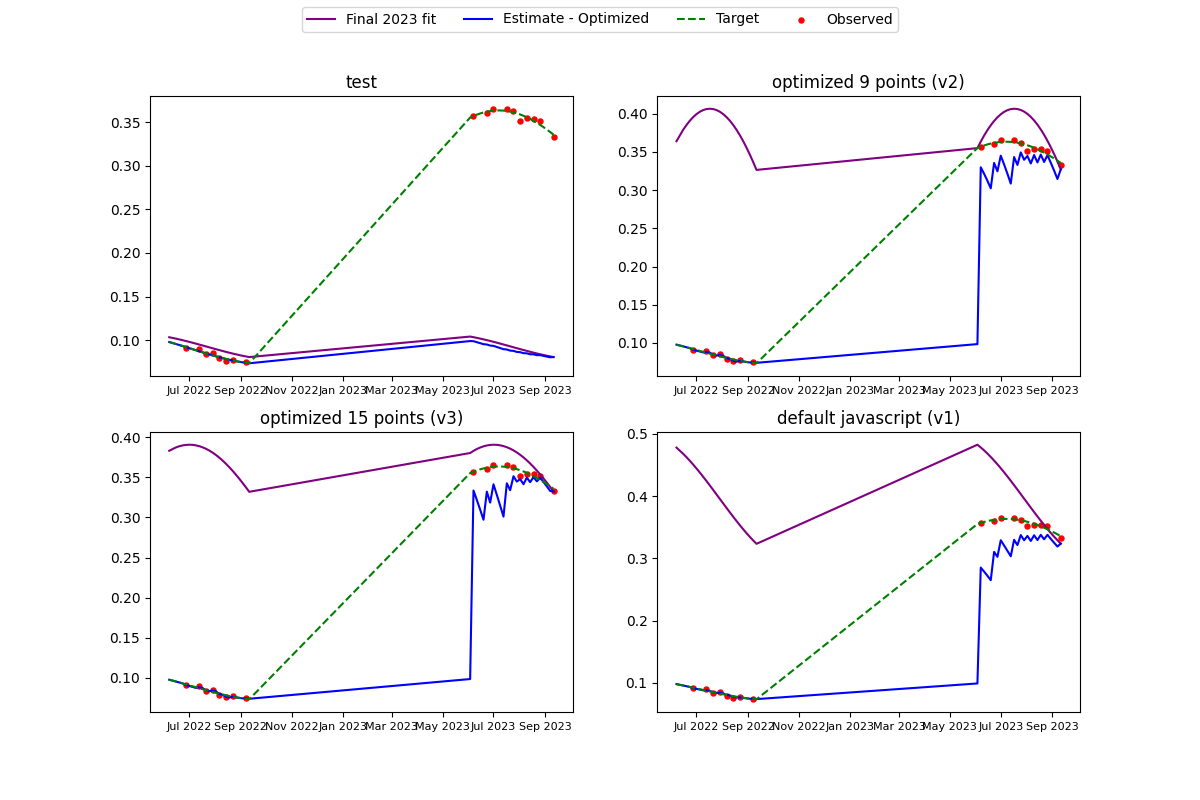 Final 2023 fit Estimate - Optimized Target Observed
test
0.35
0.30
0.25
0.20
0.15
0.10
Jul 2022 Sep 2022 Nov 2022 Jan 2023 Mar 2023 May 2023 Jul 2023 Sep 2023
optimized 9 points (v2)
0.40
0.35
0.30
0.25
0.20
0.15
0.10
Jul 2022 Sep 2022 Nov 2022 Jan 2023 Mar 2023 May 2023 Jul 2023 Sep 2023
optimized 15 points (v3)
0.40
0.35
0.30
0.25
0.20
0.15
0.10
Jul 2022 Sep 2022 Nov 2022 Jan 2023 Mar 2023 May 2023 Jul 2023 Sep 2023
default javascript (v1)
0.5
0.4
0.3
0.2
0.1
Jul 2022 Sep 2022 Nov 2022 Jan 2023 Mar 2023 May 2023 Jul 2023 Sep 2023